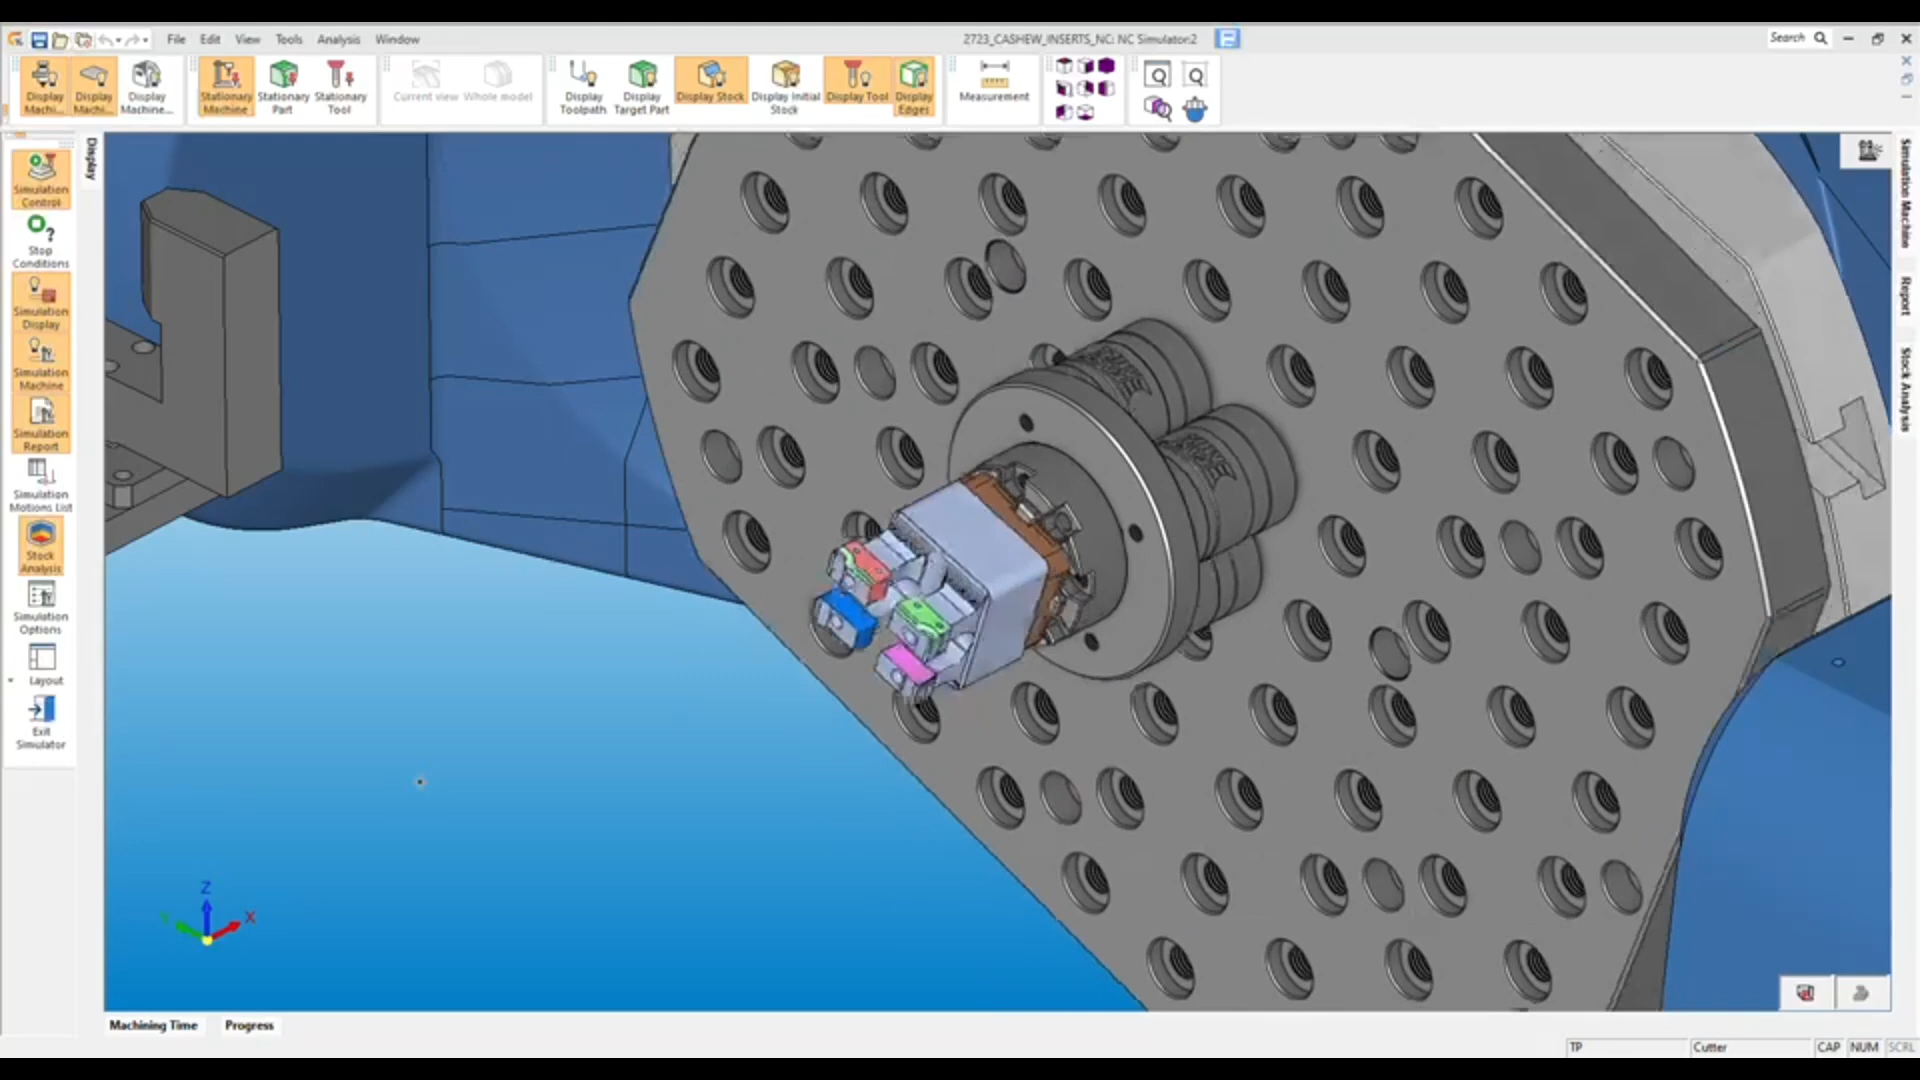 File Edit View Tools Analysis Window
2723_CASHEW_INSERTS_NC: NC Simulator:2
Search
Display Machi...
Display Machi...
Display Machine...
Stationary Machine
Stationary Part
Stationary Tool
Current view
Whole model
Display Toolpath
Display Target Part
Display Stock
Display Initial Stock
Display Tool
Display Edges
Measurement
Simulation Control
Stop Conditions
Simulation Display
Simulation Machine
Simulation Report
Simulation Motions List
Stock Analysis
Simulation Options
Layout
Exit Simulator
Display
Simulation Machine
Report
Stock Analysis
Z
X
Machining Time
Progress
TP
Cutter
CAP NUM SCRL